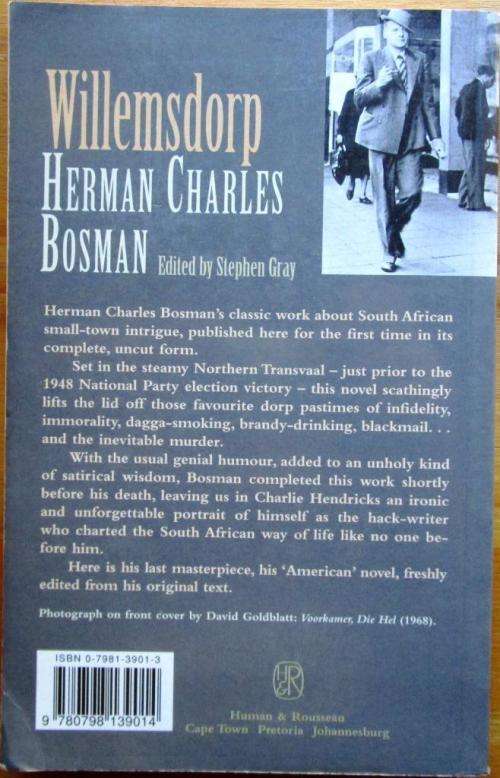 Willemsdorp
HERMAN CHARLES
BOSMAN Edited by Stephen Gray
Herman Charles Bosman's classic work about South African
small-town intrigue, published here for the first time in its
complete, uncut form.
Set in the steamy Northern Transvaal – just prior to the
1948 National Party election victory – this novel scathingly
lifts the lid off those favourite dorp pastimes of infidelity,
immorality, dagga-smoking, brandy-drinking, blackmail. . .
and the inevitable murder.
With the usual genial humour, added to an unholy kind
of satirical wisdom, Bosman completed this work shortly
before his death, leaving us in Charlie Hendricks an ironic
and unforgettable portrait of himself as the hack-writer
who charted the South African way of life like no one be-
fore him.
Here is his last masterpiece, his 'American' novel, freshly
edited from his original text.
Photograph on front cover by David Goldblatt: Voorkamer, Die Hel (1968).
ISBN 0-7981-3901-3
9 780798 139014
H&R
Human & Rousseau
Cape Town Pretoria Johannesburg